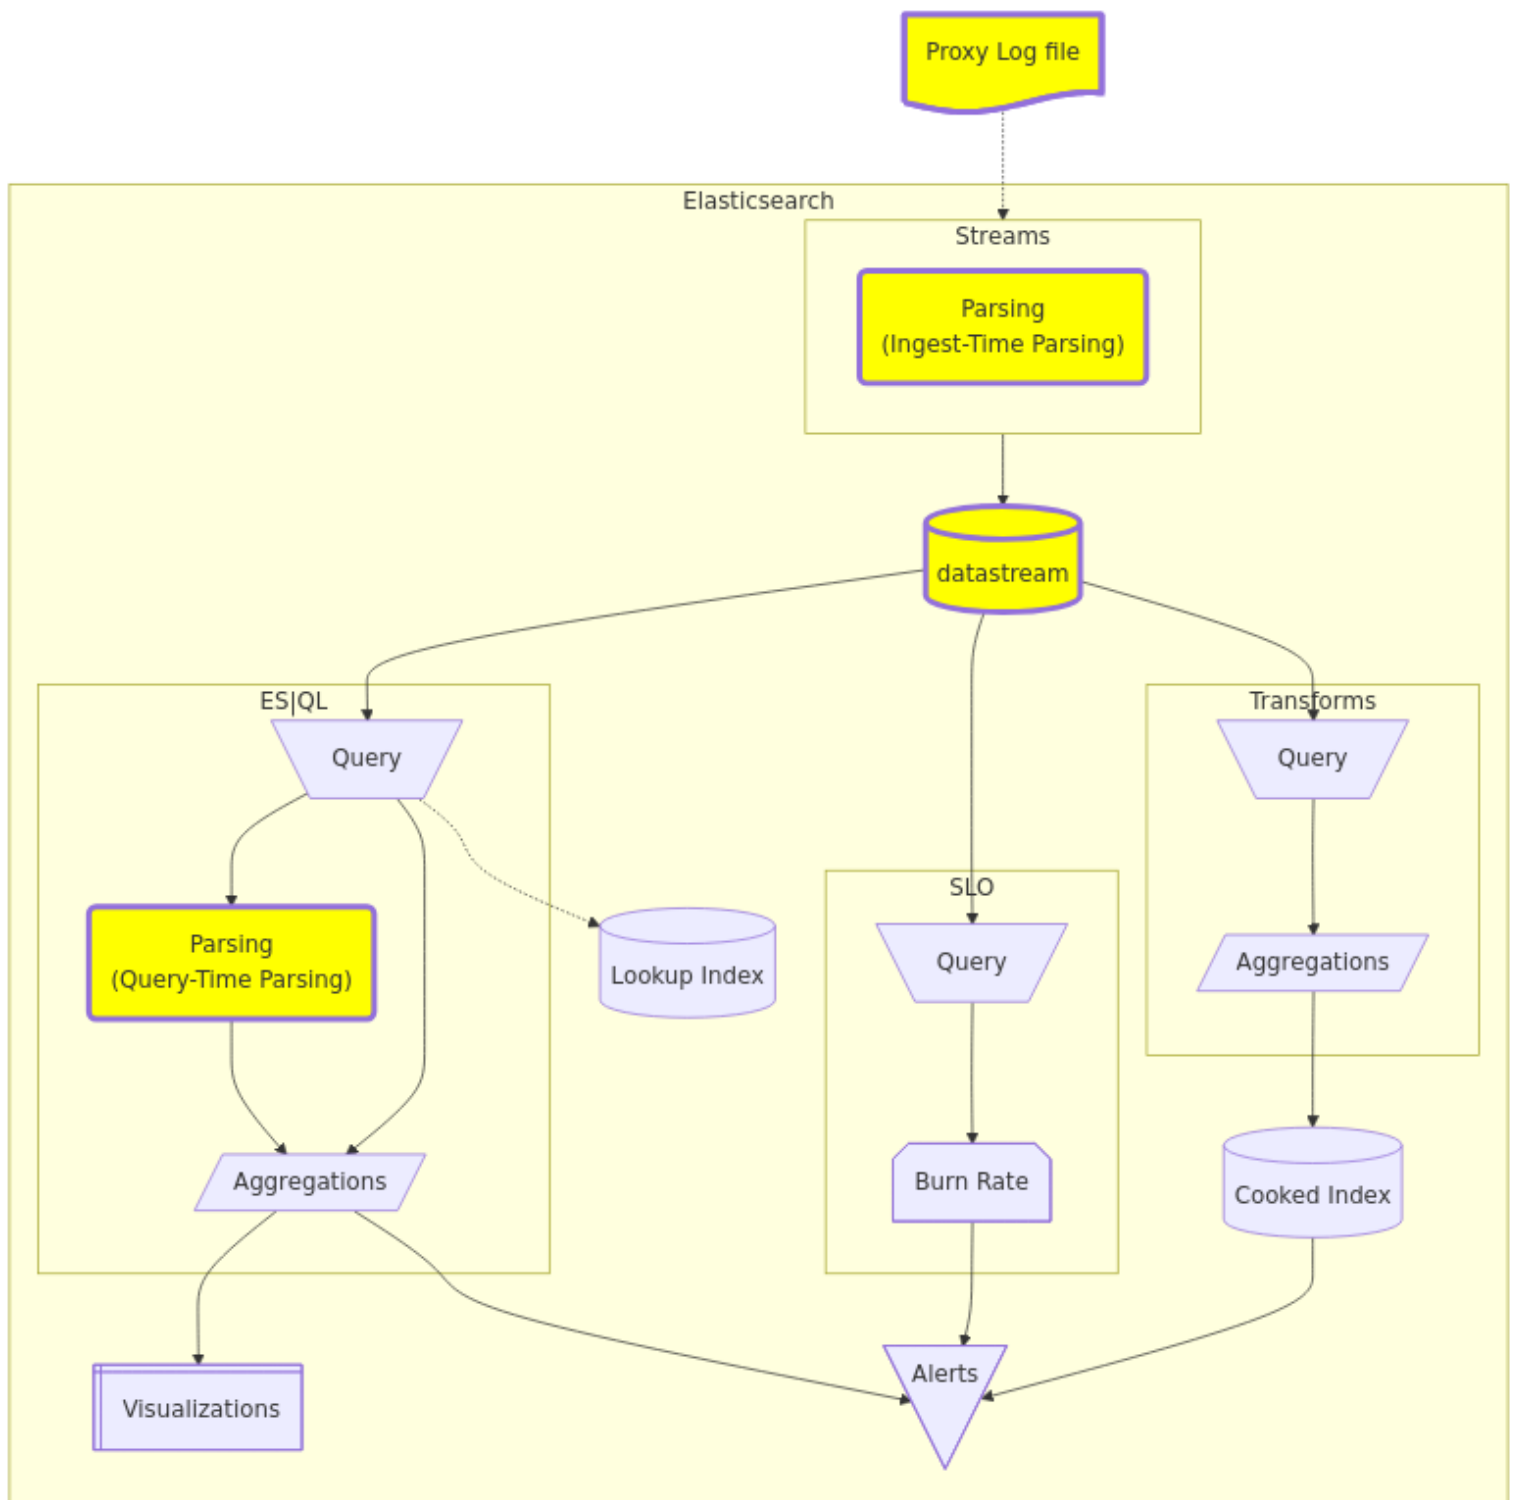 Proxy Log file
Elasticsearch
Streams
Parsing
(Ingest-Time Parsing)
datastream
ES|QL
Query
Transforms
Query
SLO
Parsing
(Query-Time Parsing)
Lookup Index
Query
Aggregations
Aggregations
Burn Rate
Cooked Index
Alerts
Visualizations